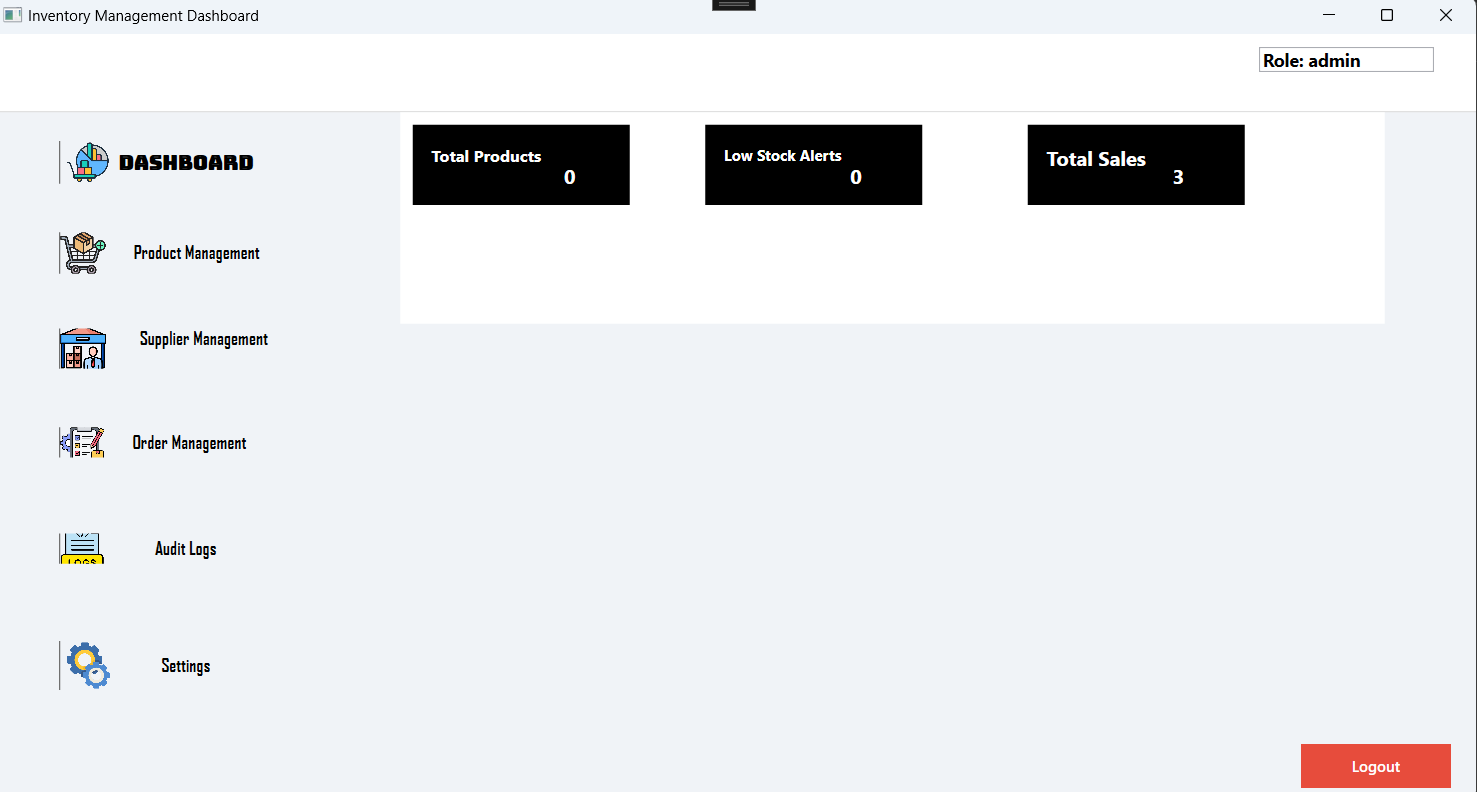 Inventory Management Dashboard
Role: admin
DASHBOARD
Product Management
Supplier Management
Order Management
LOGS
Audit Logs
Settings
Total Products
0
Low Stock Alerts
0
Total Sales
3
Logout